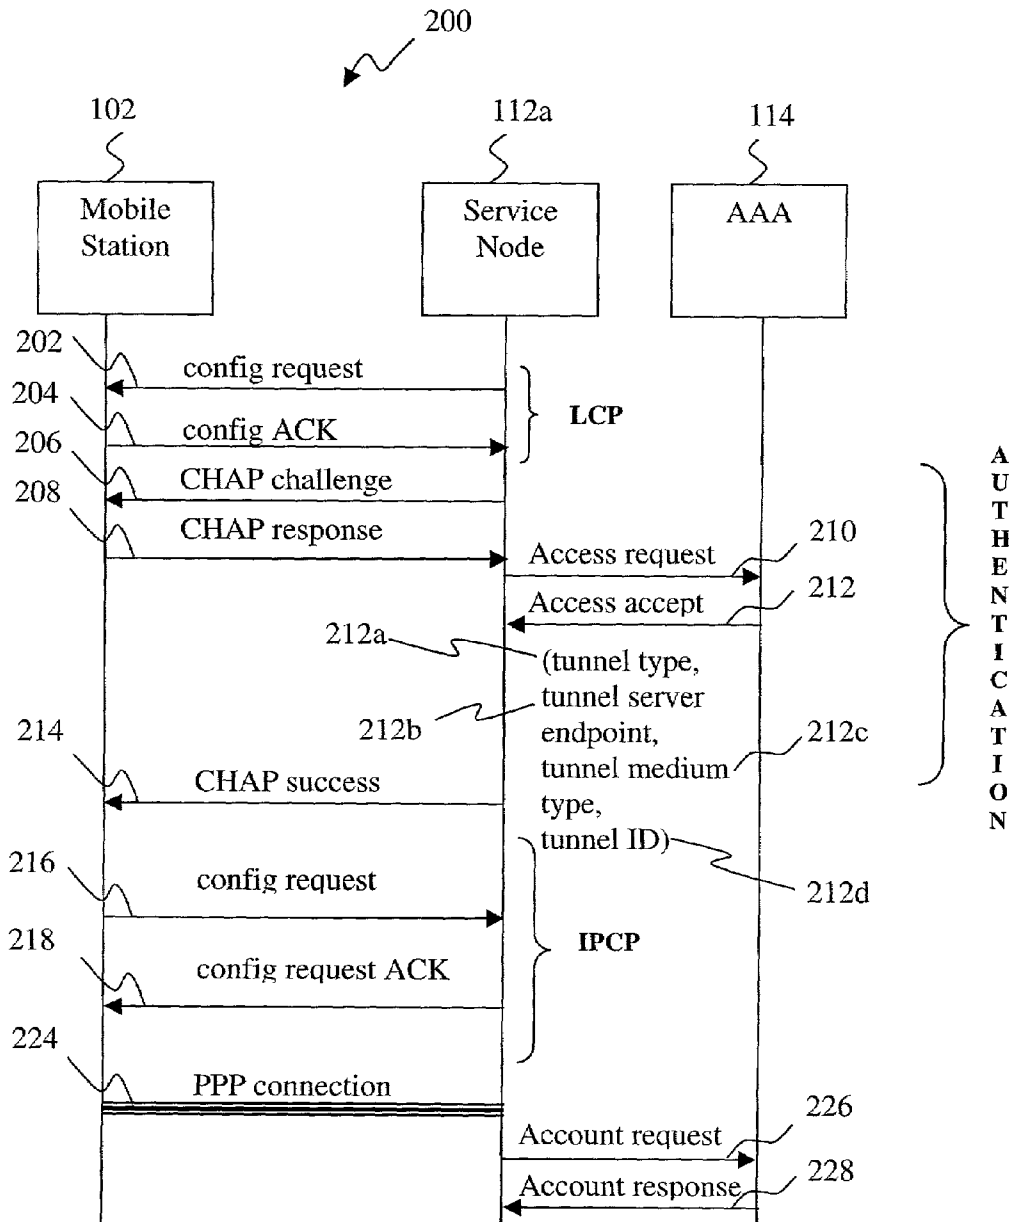 200
102
112a
114
Mobile
Station
Service
Node
AAA
202
config request
204
config ACK
LCP
206
CHAP challenge
208
CHAP response
Access request
210
Access accept
212
212a
(tunnel type,
212b
tunnel server
endpoint,
212c
tunnel medium
type,
tunnel ID)
212d
AUTHENTICATION
214
CHAP success
216
config request
IPCP
218
config request ACK
224
PPP connection
226
Account request
228
Account response